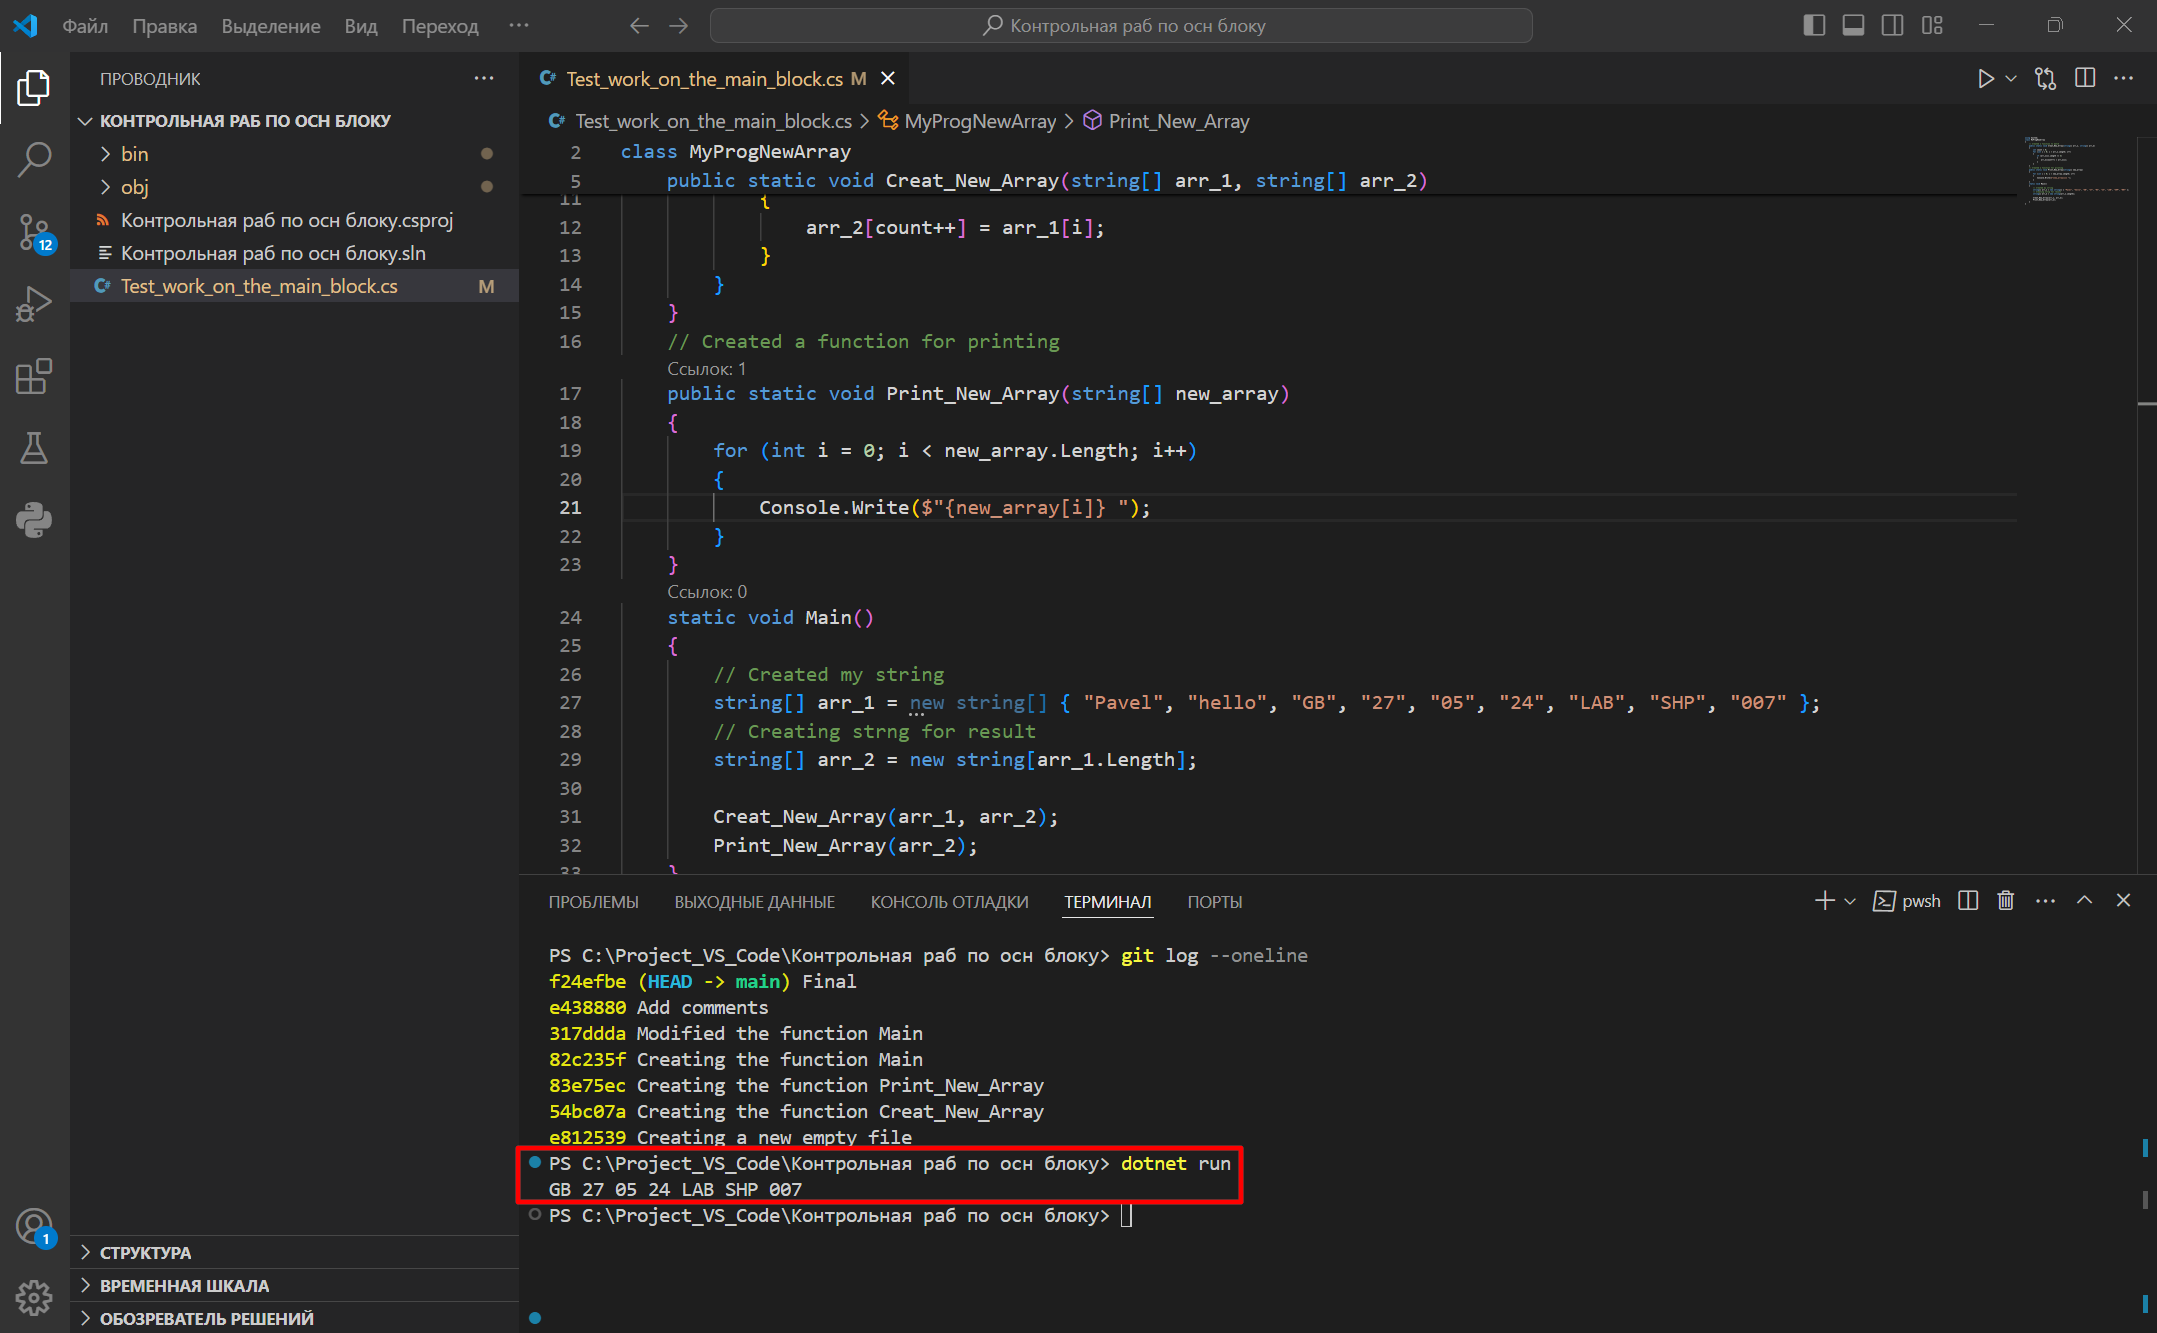 Файл Правка Выделение Вид Переход ··· Контрольная раб по осн блоку
ПРОВОДНИК ···
КОНТРОЛЬНАЯ РАБ ПО ОСН БЛОКУ
bin
obj
Контрольная раб по осн блоку.csproj
Контрольная раб по осн блоку.sln
C# Test_work_on_the_main_block.cs M
12
1
СТРУКТУРА
ВРЕМЕННАЯ ШКАЛА
ОБОЗРЕВАТЕЛЬ РЕШЕНИЙ
C# Test_work_on_the_main_block.cs M
C# Test_work_on_the_main_block.cs > MyProgNewArray > Print_New_Array
2 class MyProgNewArray
5 public static void Creat_New_Array(string[] arr_1, string[] arr_2)
11 {
12 arr_2[count++] = arr_1[i];
13 }
14 }
15 }
16 // Created a function for printing
Ссылок: 1
17 public static void Print_New_Array(string[] new_array)
18 {
19 for (int i = 0; i < new_array.Length; i++)
20 {
21 Console.Write($"{new_array[i]} ");
22 }
23 }
Ссылок: 0
24 static void Main()
25 {
26 // Created my string
27 string[] arr_1 = new string[] { "Pavel", "hello", "GB", "27", "05", "24", "LAB", "SHP", "007" };
28 // Creating strng for result
29 string[] arr_2 = new string[arr_1.Length];
30
31 Creat_New_Array(arr_1, arr_2);
32 Print_New_Array(arr_2);
33 }
ПРОБЛЕМЫ ВЫХОДНЫЕ ДАННЫЕ КОНСОЛЬ ОТЛАДКИ ТЕРМИНАЛ ПОРТЫ pwsh
PS C:\Project_VS_Code\Контрольная раб по осн блоку> git log --oneline
f24efbe (HEAD -> main) Final
e438880 Add comments
317ddda Modified the function Main
82c235f Creating the function Main
83e75ec Creating the function Print_New_Array
54bc07a Creating the function Creat_New_Array
e812539 Creating a new empty file
PS C:\Project_VS_Code\Контрольная раб по осн блоку> dotnet run
GB 27 05 24 LAB SHP 007
PS C:\Project_VS_Code\Контрольная раб по осн блоку>